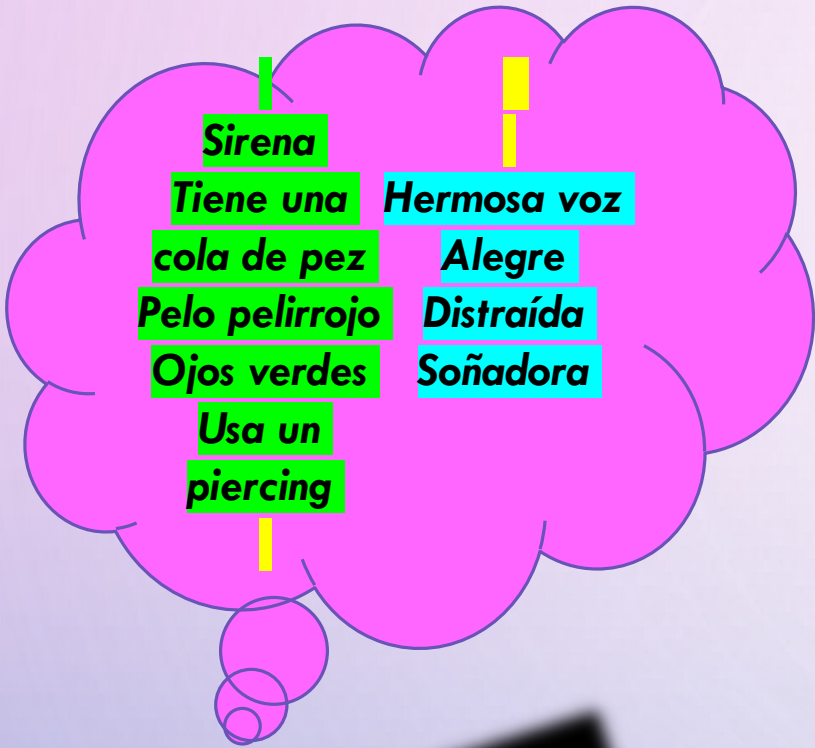 Sirena
Tiene una
cola de pez
Pelo pelirrojo
Ojos verdes
Usa un
piercing
Hermosa voz
Alegre
Distraída
Soñadora